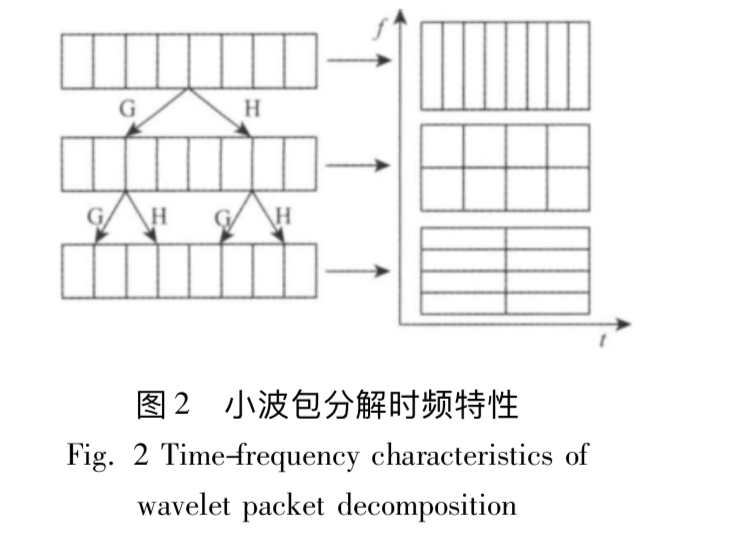 f
G H
G H G H
t
图 2 小波包分解时频特性
Fig. 2 Time-frequency characteristics of
wavelet packet decomposition